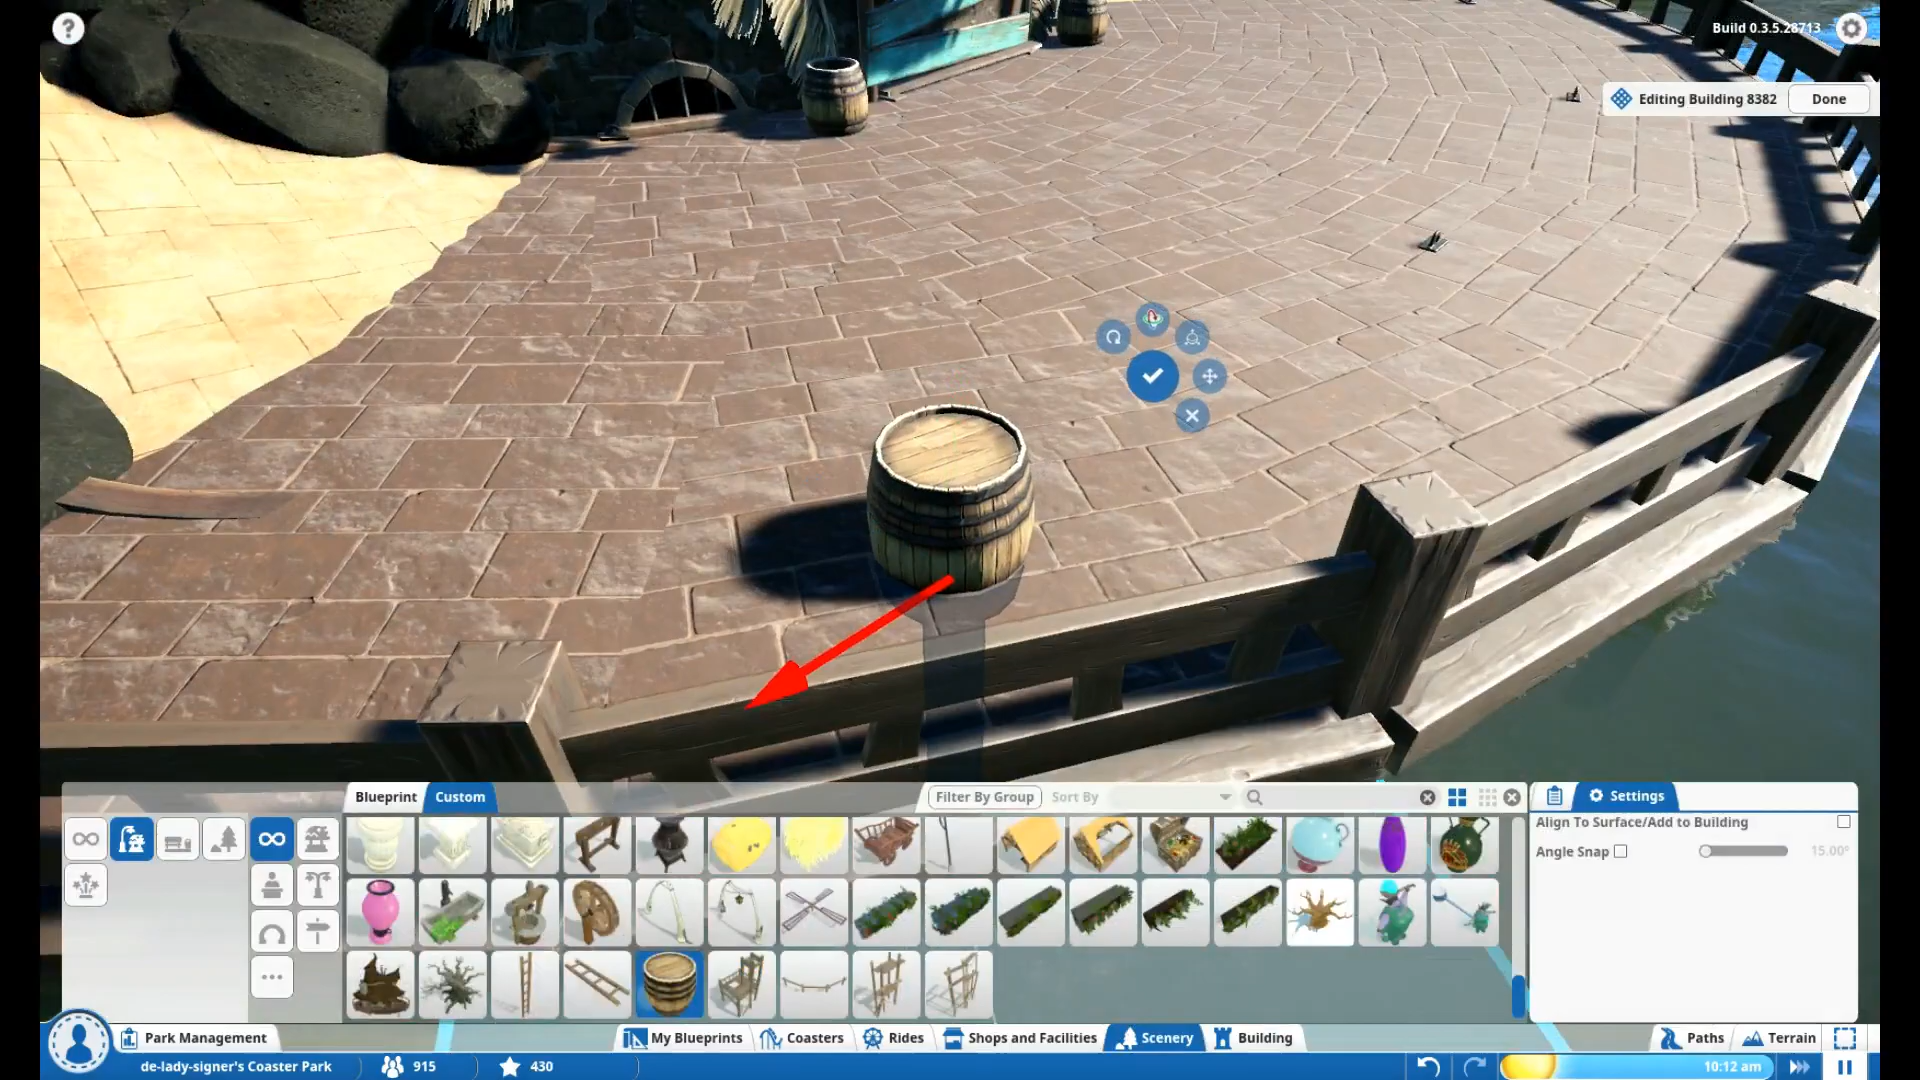 ?
Build 0.3.5.28713
Editing Building 8382 Done
Blueprint Custom Filter By Group Sort By
Settings
Align To Surface/Add to Building
Angle Snap 15.00°
Park Management My Blueprints Coasters Rides Shops and Facilities Scenery Building Paths Terrain
de-lady-signer's Coaster Park 915 430 10:12 am